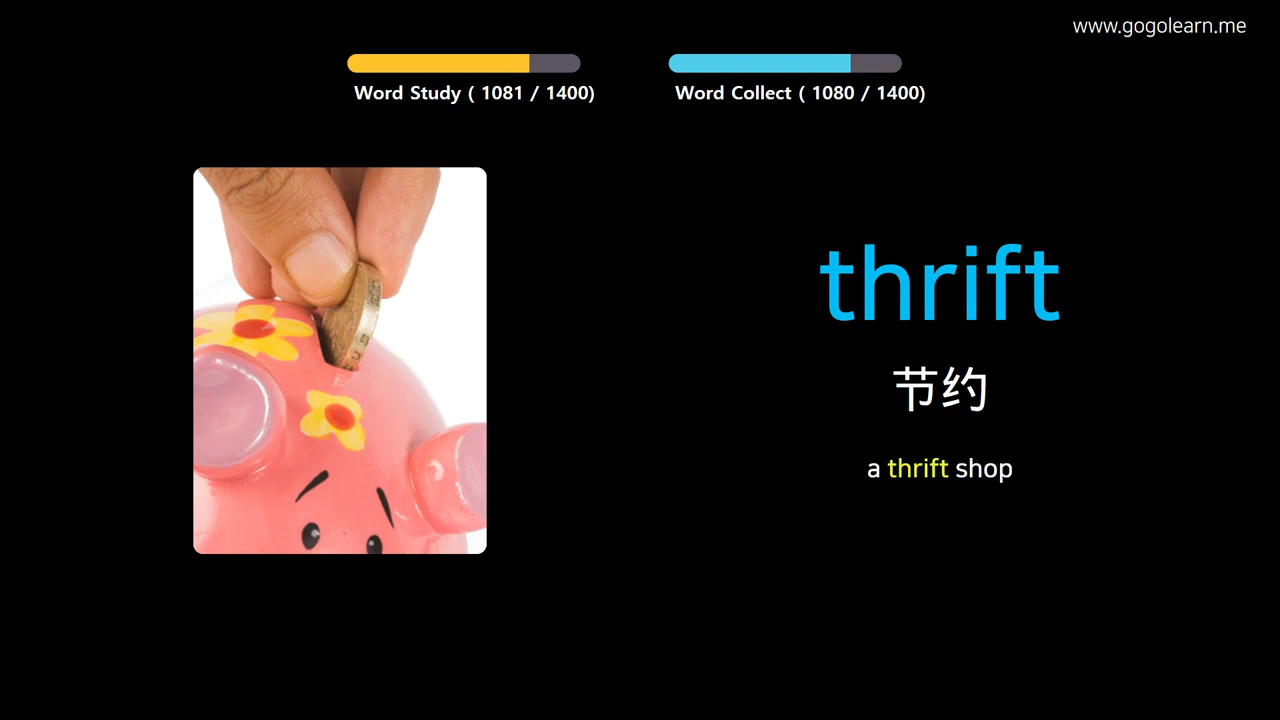 www.gogolearn.me
Word Study ( 1081 / 1400)
Word Collect ( 1080 / 1400)
thrift
节约
a thrift shop